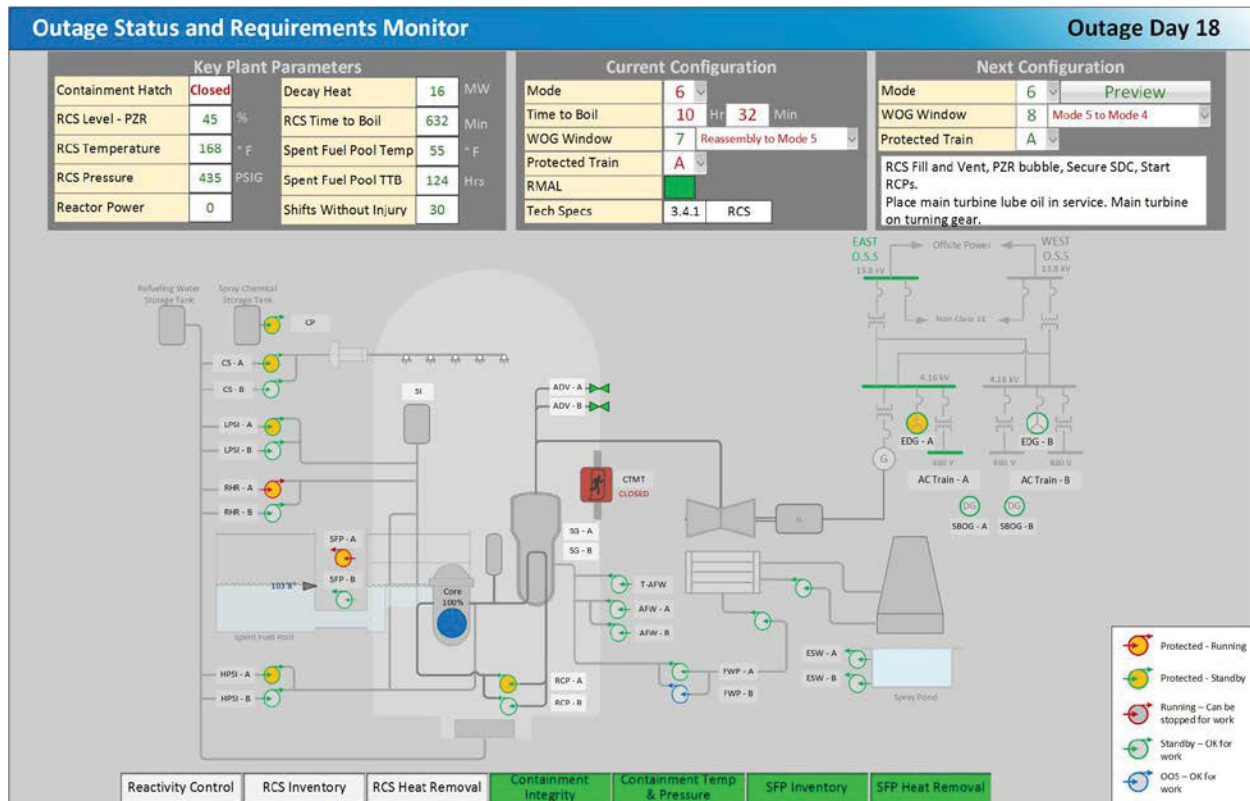 Outage Status and Requirements Monitor
Outage Day 18
Key Plant Parameters
Containment Hatch Closed
RCS Level - PZR 45 %
RCS Temperature 168 ° F
RCS Pressure 435 PSIG
Reactor Power 0
Decay Heat 16 MW
RCS Time to Boil 632 Min
Spent Fuel Pool Temp 55 ° F
Spent Fuel Pool TTB 124 Hrs
Shifts Without Injury 30
Current Configuration
Mode 6
Time to Boil 10 Hr 32 Min
WOG Window 7 Reassembly to Mode 5
Protected Train A
RMAL
Tech Specs 3.4.1 RCS
Next Configuration
Mode 6 Preview
WOG Window 8 Mode 5 to Mode 4
Protected Train A
RCS Fill and Vent, PZR bubble, Secure SDC, Start
RCPs.
Place main turbine lube oil in service. Main turbine
on turning gear.
EAST
O.S.S
13.8 kV
Offsite Power
WEST
O.S.S
13.8 kV
Non-Class 1E
4.16 kV
4.16 kV
EDG - A
EDG - B
480 V
480 V
480 V
AC Train - A
AC Train - B
DG
DG
SBOG - A
SBOG - B
G
Refueling Water
Storage Tank
Spray Chemical
Storage Tank
CP
CS - A
CS - B
LPSI - A
LPSI - B
RHR - A
RHR - B
SI
ADV - A
ADV - B
CTMT
CLOSED
SG - A
SG - B
SFP - A
SFP - B
103'8"
Spent Fuel Pool
Core
100%
T-AFW
AFW - A
AFW - B
HPSI - A
HPSI - B
RCP - A
RCP - B
FWP - A
FWP - B
ESW - A
ESW - B
Spray Pond
Protected - Running
Protected - Standby
Running – Can be
stopped for work
Standby – OK for
work
OOS – OK for
work
Reactivity Control
RCS Inventory
RCS Heat Removal
Containment
Integrity
Containment Temp
& Pressure
SFP Inventory
SFP Heat Removal